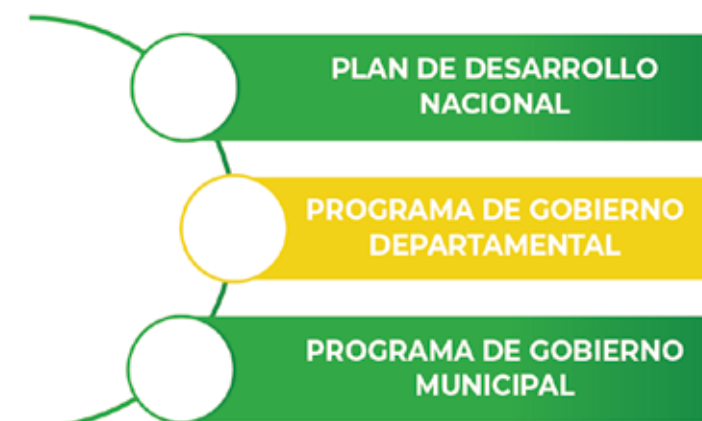 PLAN DE DESARROLLO
NACIONAL
PROGRAMA DE GOBIERNO
DEPARTAMENTAL
PROGRAMA DE GOBIERNO
MUNICIPAL